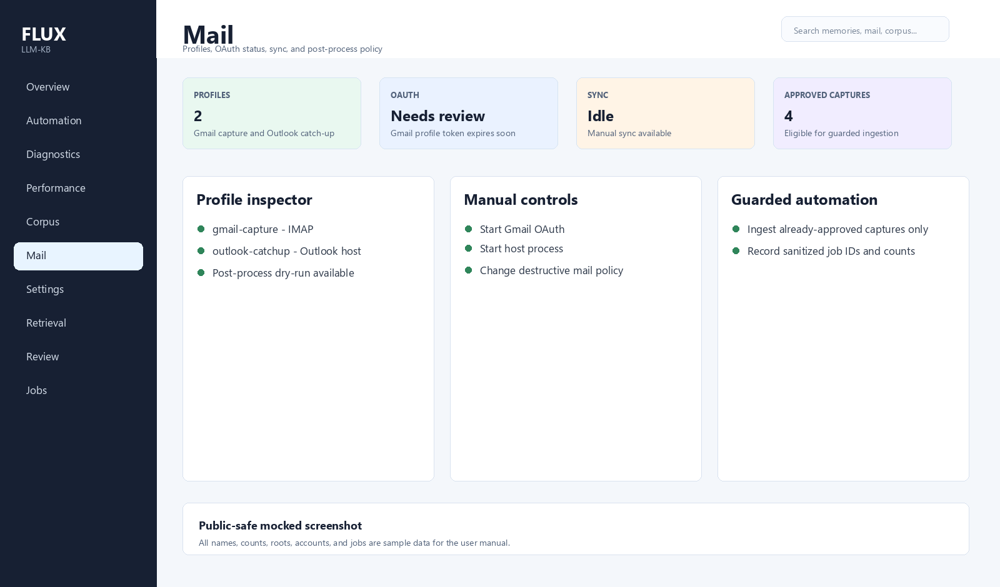 FLUX
LLM-KB
Overview
Automation
Diagnostics
Performance
Corpus
Mail
Settings
Retrieval
Review
Jobs
Mail
Profiles, OAuth status, sync, and post-process policy
Search memories, mail, corpus...
PROFILES
2
Gmail capture and Outlook catch-up
OAUTH
Needs review
Gmail profile token expires soon
SYNC
Idle
Manual sync available
APPROVED CAPTURES
4
Eligible for guarded ingestion
Profile inspector
gmail-capture - IMAP
outlook-catchup - Outlook host
Post-process dry-run available
Manual controls
Start Gmail OAuth
Start host process
Change destructive mail policy
Guarded automation
Ingest already-approved captures only
Record sanitized job IDs and counts
Public-safe mocked screenshot
All names, counts, roots, accounts, and jobs are sample data for the user manual.